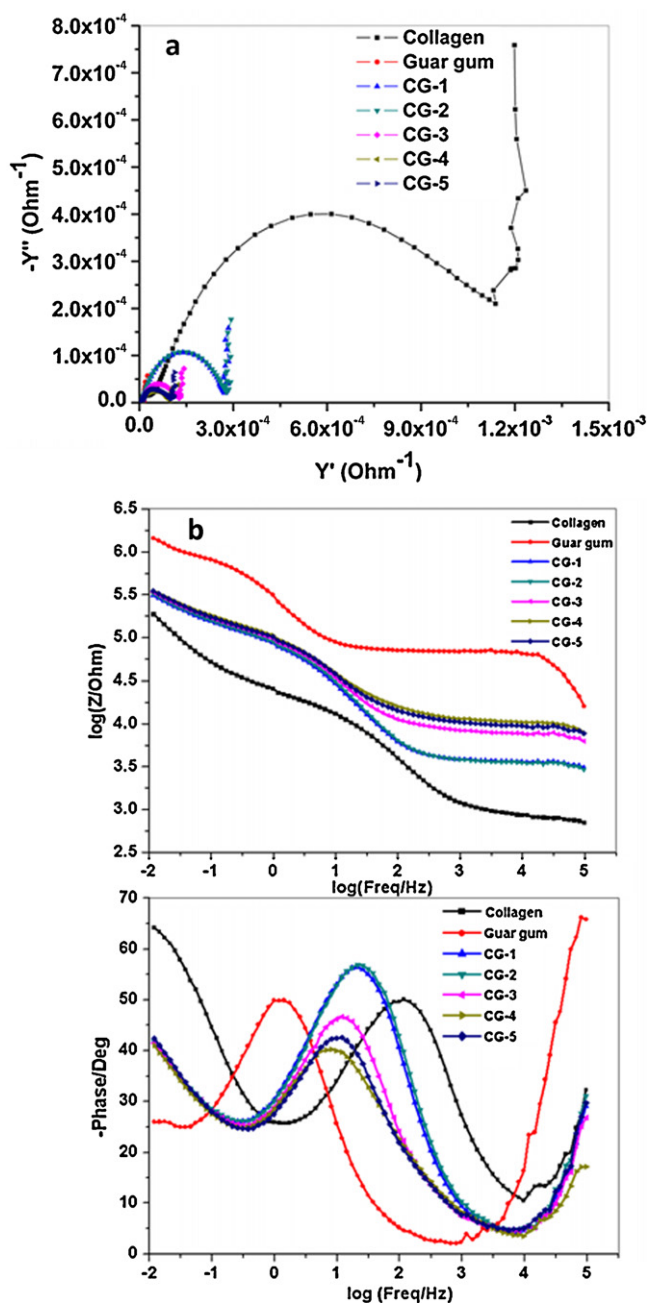 a
Collagen
Guar gum
CG-1
CG-2
CG-3
CG-4
CG-5
8.0x10⁻⁴
7.0x10⁻⁴
6.0x10⁻⁴
5.0x10⁻⁴
4.0x10⁻⁴
3.0x10⁻⁴
2.0x10⁻⁴
1.0x10⁻⁴
0.0
-Y" (Ohm⁻¹)
0.0 3.0x10⁻⁴ 6.0x10⁻⁴ 9.0x10⁻⁴ 1.2x10⁻³ 1.5x10⁻³
Y' (Ohm⁻¹)
b
Collagen
Guar gum
CG-1
CG-2
CG-3
CG-4
CG-5
6.5
6.0
5.5
5.0
4.5
4.0
3.5
3.0
2.5
log(Z/Ohm)
-2 -1 0 1 2 3 4 5
log(Freq/Hz)
Collagen
Guar gum
CG-1
CG-2
CG-3
CG-4
CG-5
70
60
50
40
30
20
10
0
-Phase/Deg
-2 -1 0 1 2 3 4 5
log (Freq/Hz)